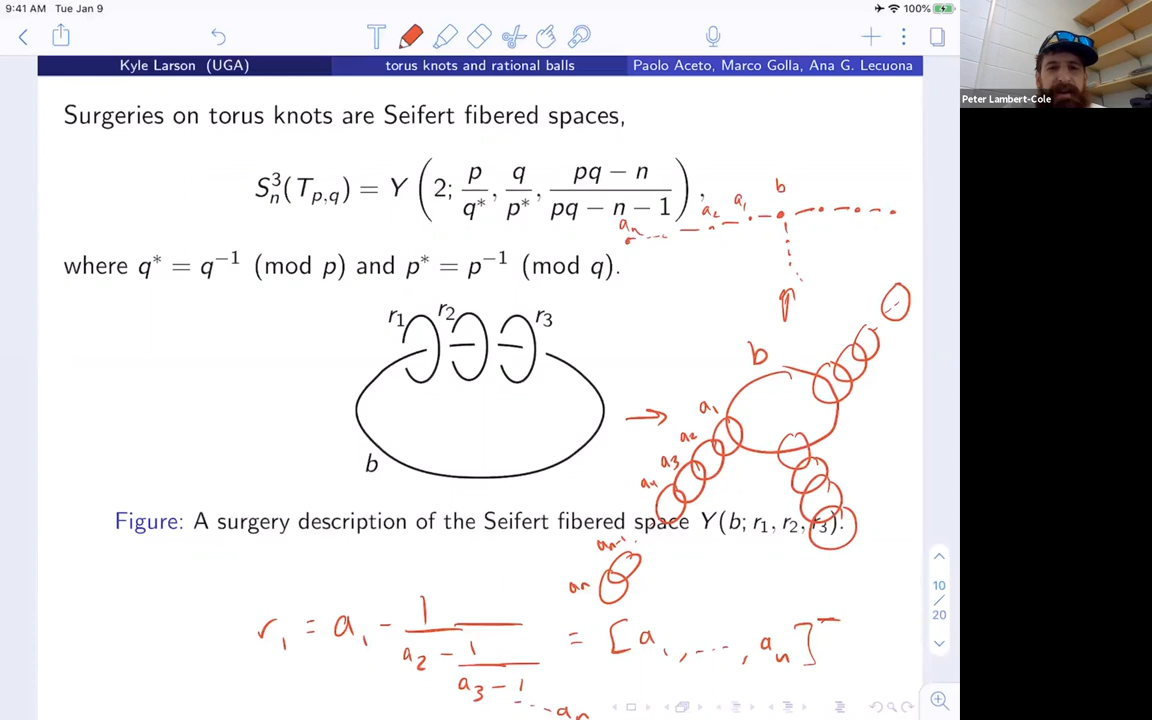 9:41 AM Tue Jan 9
100%
Kyle Larson (UGA)
torus knots and rational balls
Paolo Aceto, Marco Golla, Ana G. Lecuona
Peter Lambert-Cole
Surgeries on torus knots are Seifert fibered spaces,
S³ₙ(T_{p,q}) = Y (2; p/q*, q/p*, (pq − n)/(pq − n − 1)),
b
a₂ a₁
aₙ
where q* = q⁻¹ (mod p) and p* = p⁻¹ (mod q).
r₁ r₂ r₃
b
b
a₁
a₂
a₃
a₄
Figure: A surgery description of the Seifert fibered space Y(b; r₁, r₂, r₃).
aₙ₋₁
aₙ
r₁ = a₁ − 1/(a₂ − 1/(a₃ − 1/(... aₙ))) = [a₁, ..., aₙ]⁻
10
/
20